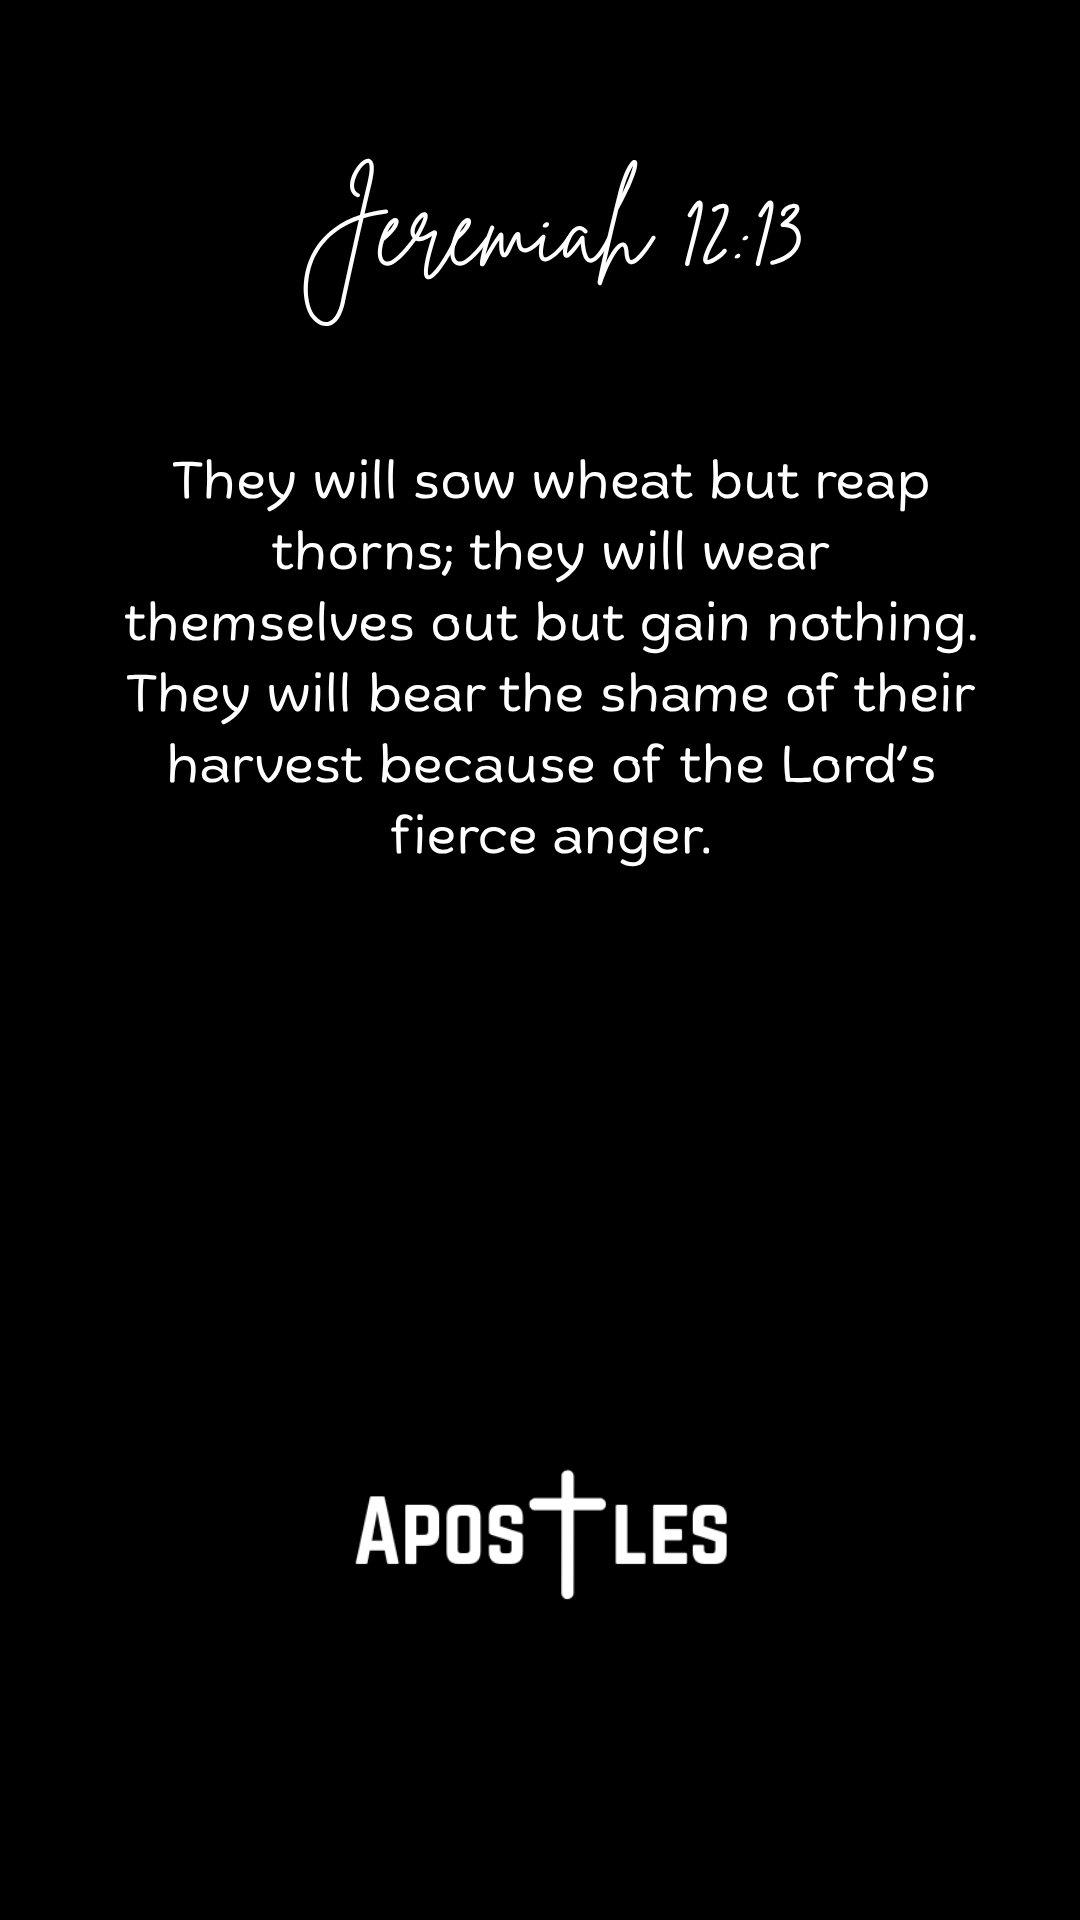 Jeremiah 12:13
They will sow wheat but reap
thorns; they will wear
themselves out but gain nothing.
They will bear the shame of their
harvest because of the Lord's
fierce anger.
Apostles